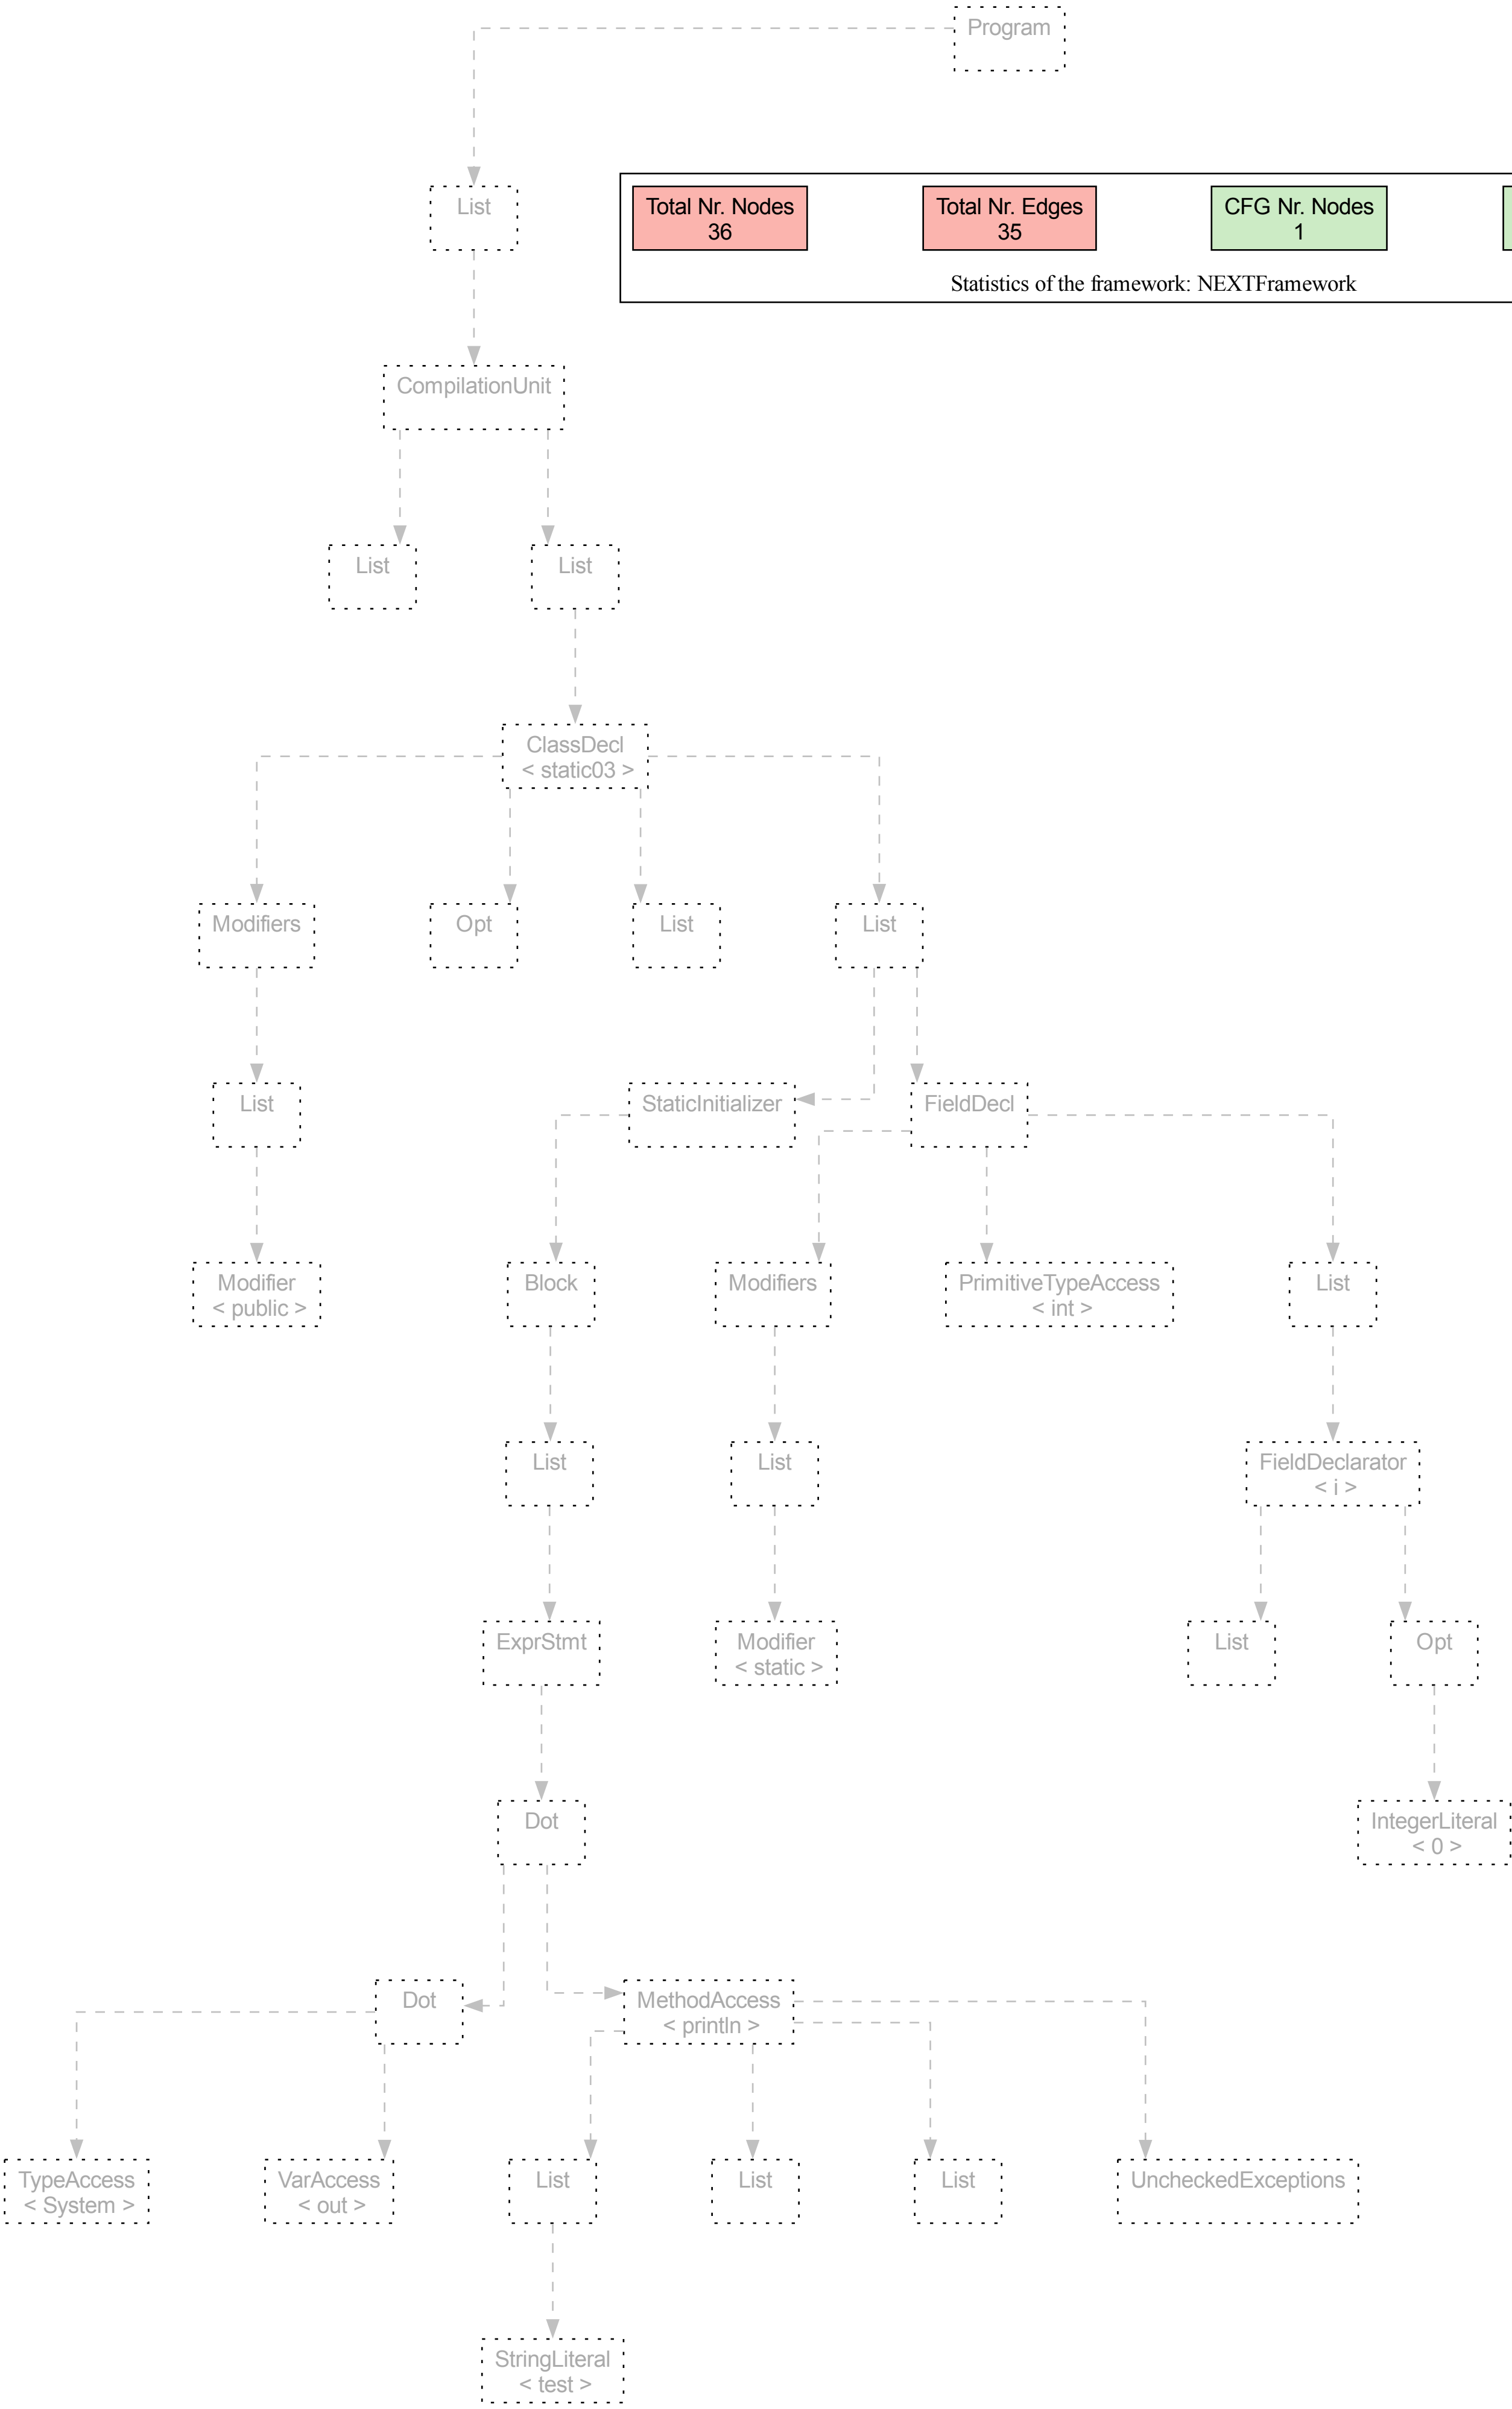 Program
List
Total Nr. Nodes
36
Total Nr. Edges
35
CFG Nr. Nodes
1
Statistics of the framework: NEXTFramework
CompilationUnit
List
List
ClassDecl
< static03 >
Modifiers
Opt
List
List
List
StaticInitializer
FieldDecl
Modifier
< public >
Block
Modifiers
PrimitiveTypeAccess
< int >
List
List
List
FieldDeclarator
< i >
ExprStmt
Modifier
< static >
List
Opt
Dot
IntegerLiteral
< 0 >
Dot
MethodAccess
< println >
TypeAccess
< System >
VarAccess
< out >
List
List
List
UncheckedExceptions
StringLiteral
< test >